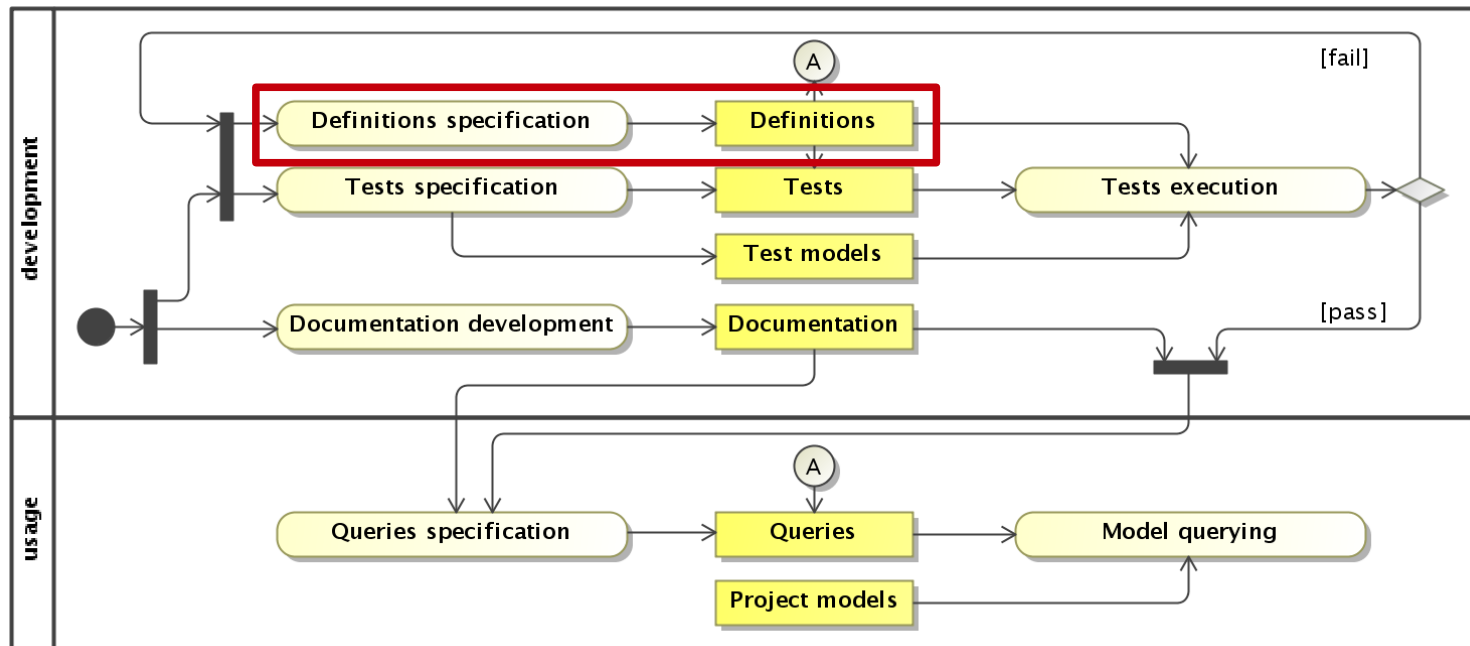 development
[fail]
A
Definitions specification
Definitions
Tests specification
Tests
Tests execution
Test models
Documentation development
Documentation
[pass]
usage
A
Queries specification
Queries
Model querying
Project models